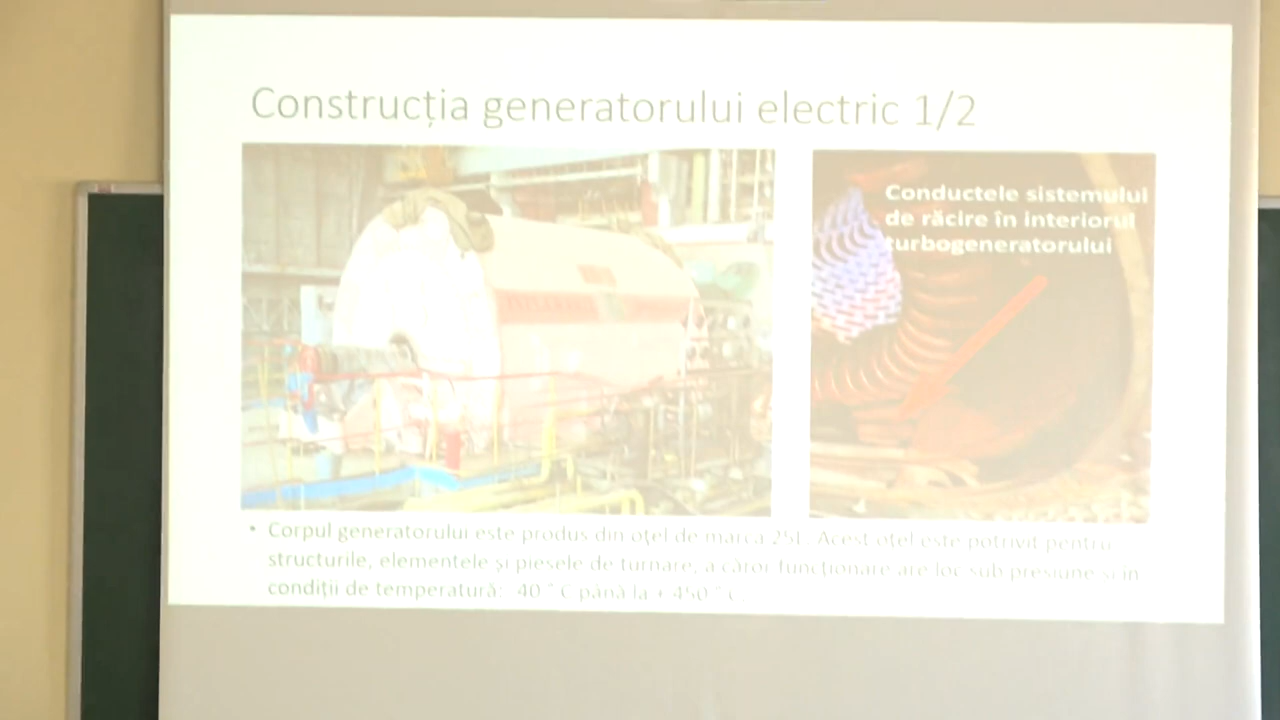 Construcția generatorului electric 1/2
Conductele sistemului
de răcire în interiorul
turbogeneratorului
• Corpul generatorului este produs din oțel de marca 25L. Acest oțel este potrivit pentru
structurile, elementele și piesele de turnare, a căror funcționare are loc sub presiune și în
condiții de temperatură: -40 ° C până la + 450 ° C.